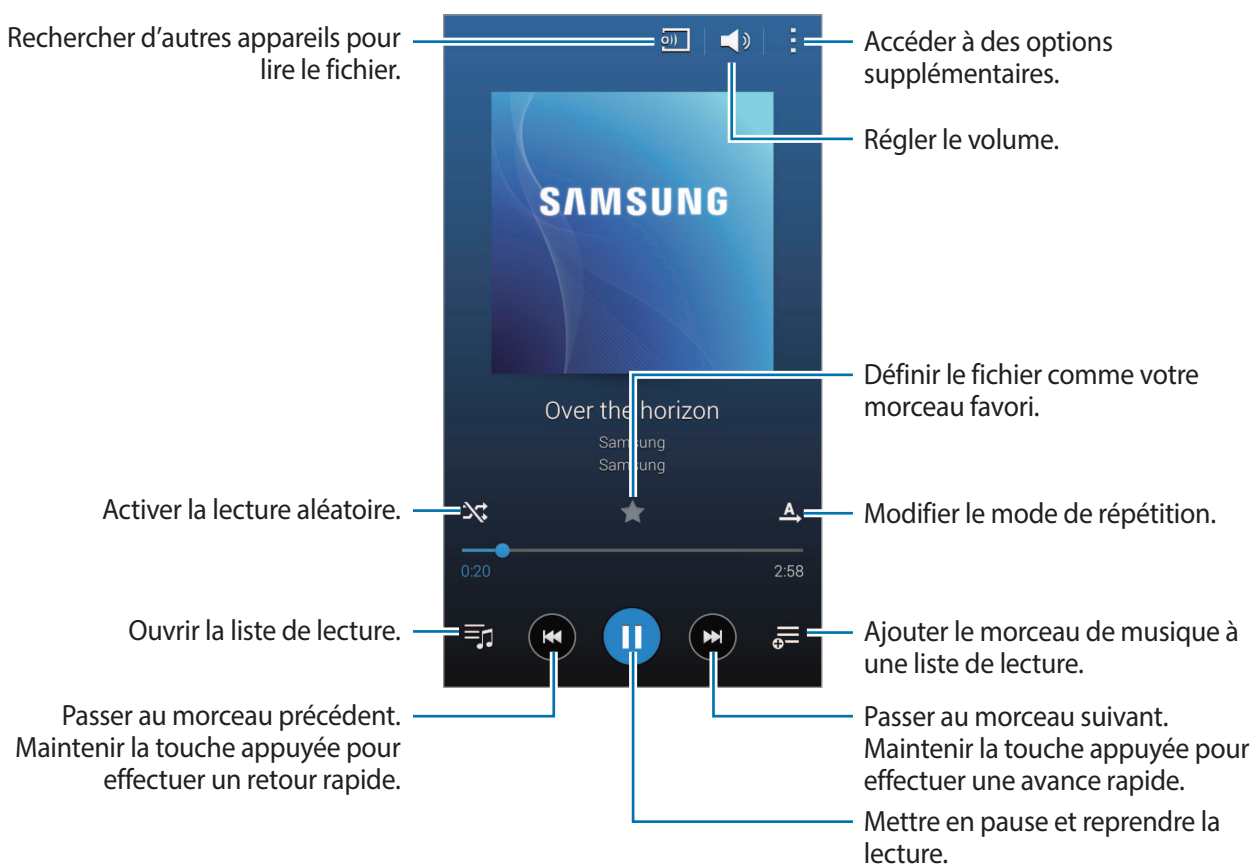 Rechercher d’autres appareils pour
lire le fichier.
Accéder à des options
supplémentaires.
Régler le volume.
SAMSUNG
Définir le fichier comme votre
morceau favori.
Over the horizon
Samsung
Samsung
Activer la lecture aléatoire.
A
Modifier le mode de répétition.
0:20
2:58
Ouvrir la liste de lecture.
Ajouter le morceau de musique à
une liste de lecture.
Passer au morceau précédent.
Maintenir la touche appuyée pour
effectuer un retour rapide.
Passer au morceau suivant.
Maintenir la touche appuyée pour
effectuer une avance rapide.
Mettre en pause et reprendre la
lecture.